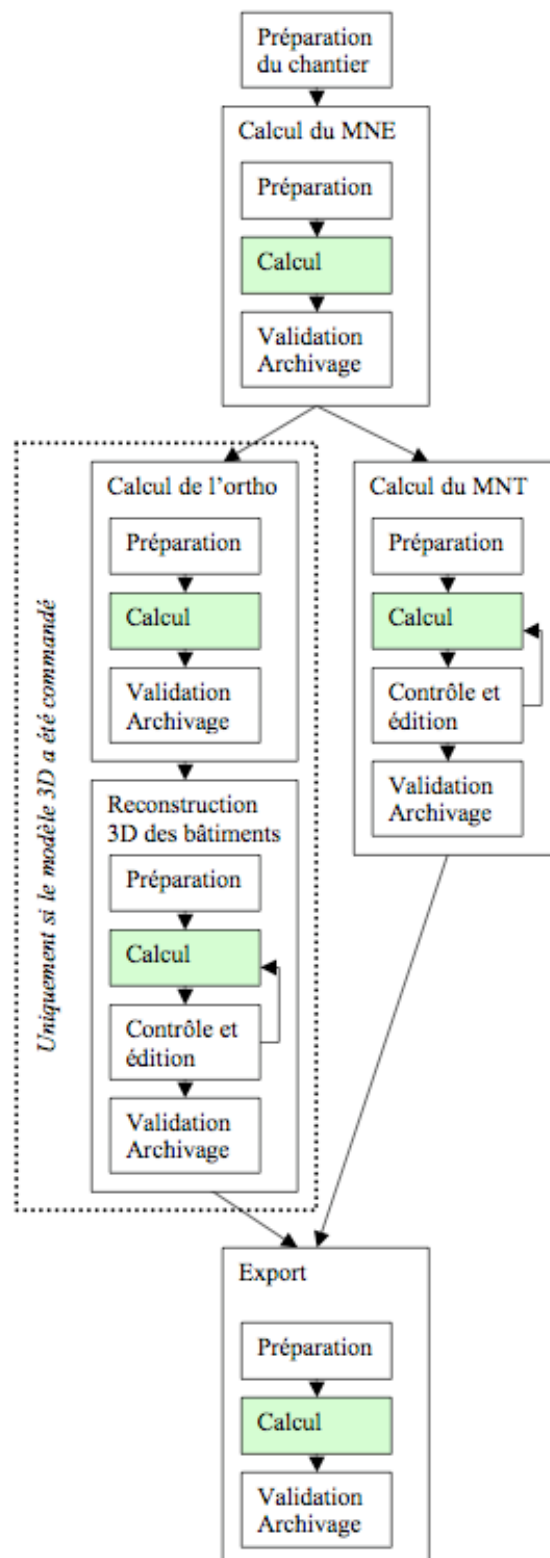 Préparation
du chantier
Calcul du MNE
Préparation
Calcul
Validation
Archivage
Uniquement si le modèle 3D a été commandé
Calcul de l'ortho
Préparation
Calcul
Validation
Archivage
Reconstruction
3D des bâtiments
Préparation
Calcul
Contrôle et
édition
Validation
Archivage
Calcul du MNT
Préparation
Calcul
Contrôle et
édition
Validation
Archivage
Export
Préparation
Calcul
Validation
Archivage